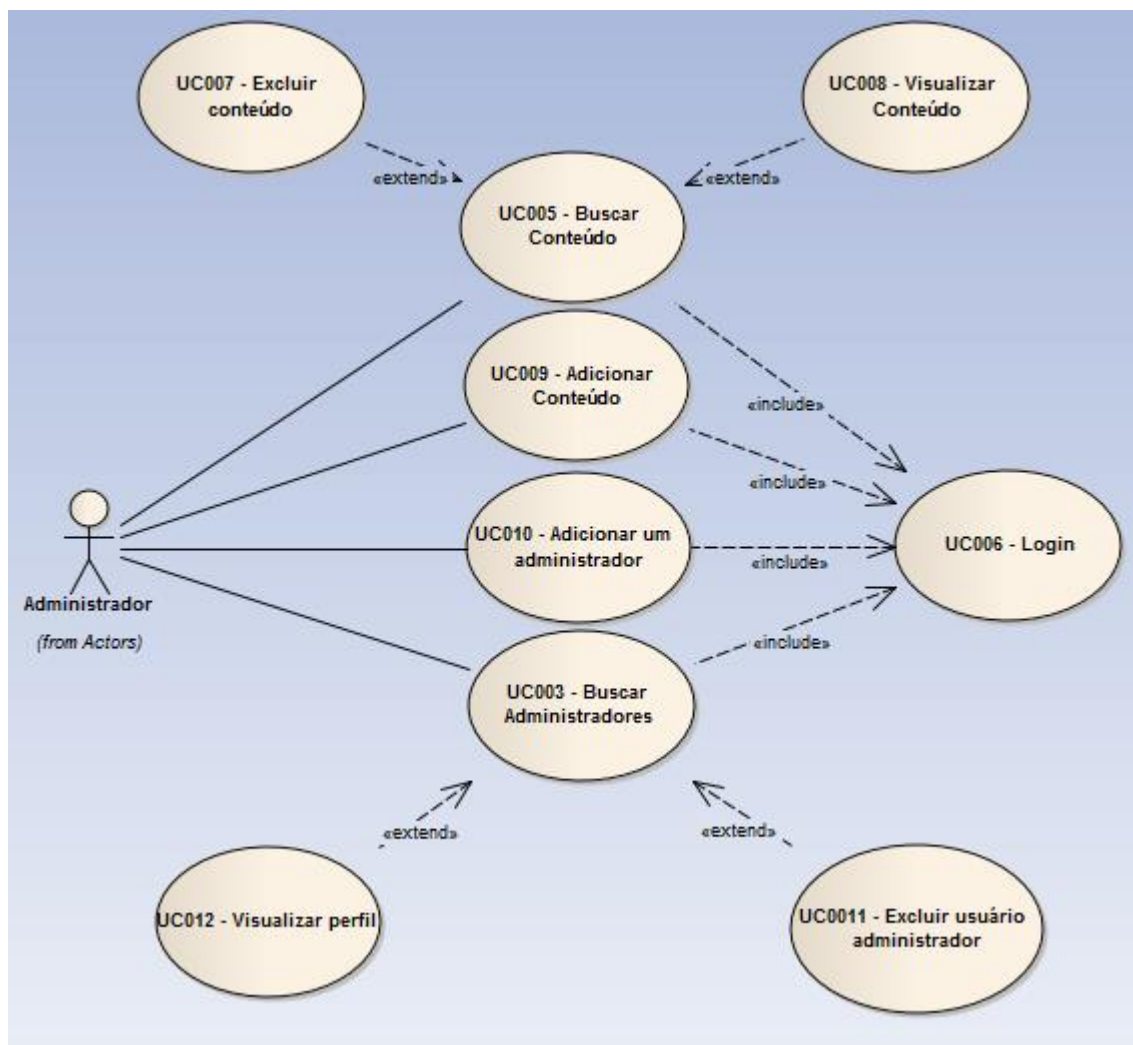 UC007 - Excluir
conteúdo
UC008 - Visualizar
Conteúdo
«extend»
«extend»
UC005 - Buscar
Conteúdo
UC009 - Adicionar
Conteúdo
«include»
«include»
UC010 - Adicionar um
administrador
«include»
UC006 - Login
Administrador
(from Actors)
«include»
UC003 - Buscar
Administradores
«extend»
«extend»
UC012 - Visualizar perfil
UC0011 - Excluir usuário
administrador